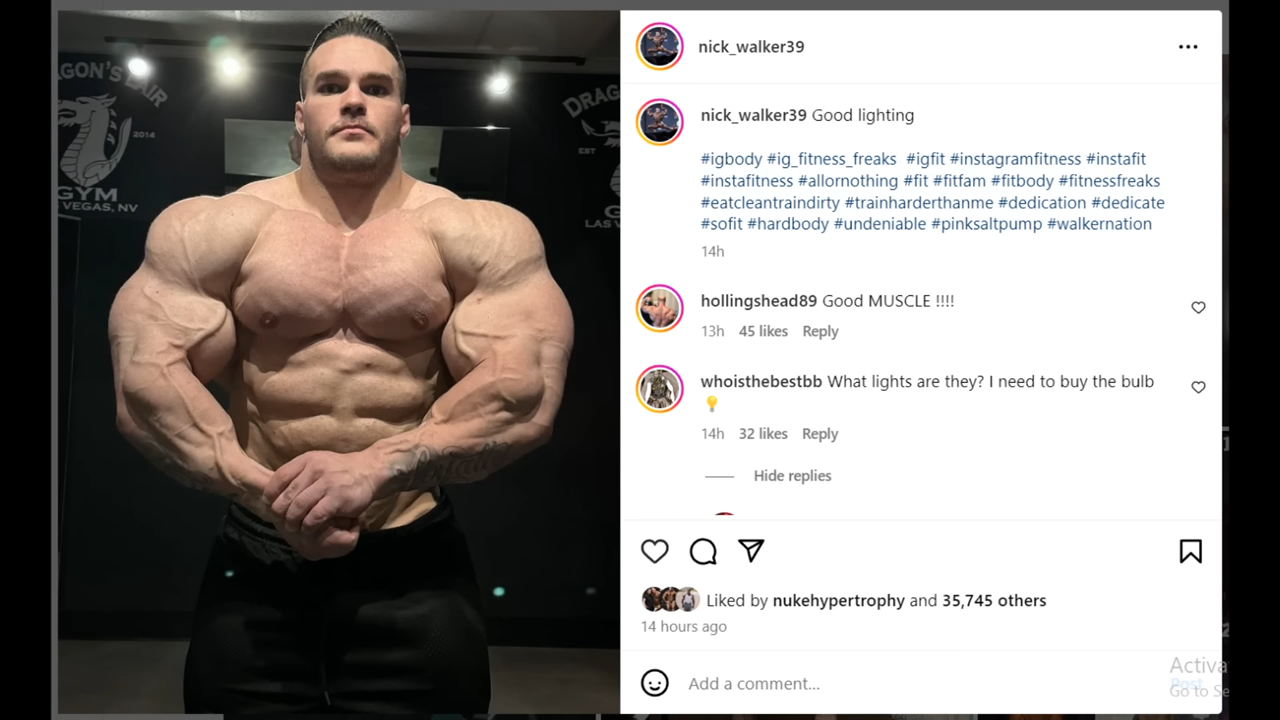 AGON'S LAIR
2014
GYM
VEGAS, NV
DRAG
EST
LAS V
nick_walker39
nick_walker39 Good lighting
#igbody #ig_fitness_freaks #igfit #instagramfitness #instafit
#instafitness #allornothing #fit #fitfam #fitbody #fitnessfreaks
#eatcleantraindirty #trainharderthanme #dedication #dedicate
#sofit #hardbody #undeniable #pinksaltpump #walkernation
14h
hollingshead89 Good MUSCLE !!!!
13h 45 likes Reply
whoisthebestbb What lights are they? I need to buy the bulb
💡
14h 32 likes Reply
Hide replies
Liked by nukehypertrophy and 35,745 others
14 hours ago
Add a comment...
Post
Activa
Go to Se